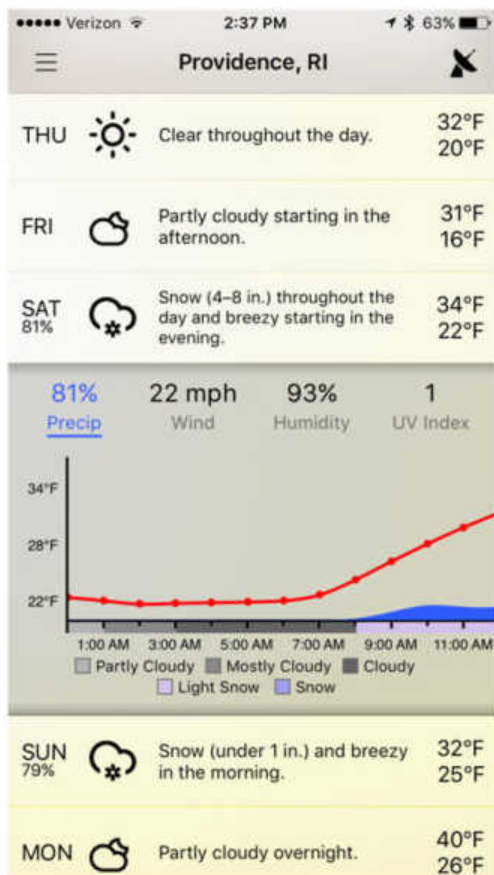 Verizon 2:37 PM 63%
Providence, RI
THU Clear throughout the day. 32°F 20°F
FRI Partly cloudy starting in the afternoon. 31°F 16°F
SAT 81% Snow (4–8 in.) throughout the day and breezy starting in the evening. 34°F 22°F
81% 22 mph 93% 1
Precip Wind Humidity UV Index
34°F
28°F
22°F
1:00 AM 3:00 AM 5:00 AM 7:00 AM 9:00 AM 11:00 AM
Partly Cloudy Mostly Cloudy Cloudy
Light Snow Snow
SUN 79% Snow (under 1 in.) and breezy in the morning. 32°F 25°F
MON Partly cloudy overnight. 40°F 26°F